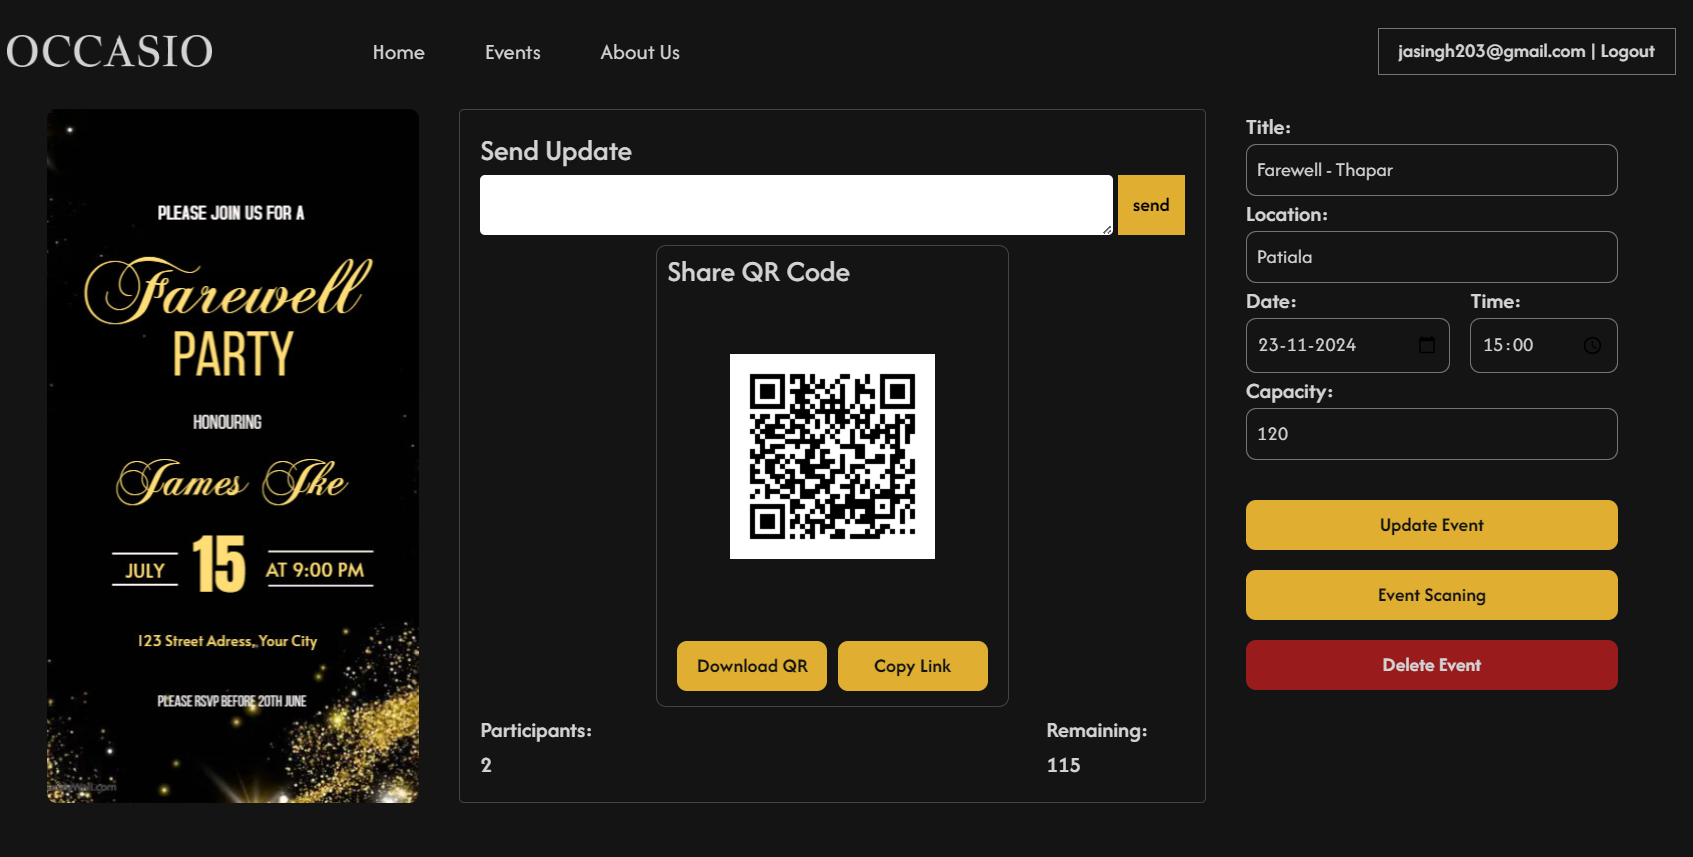 OCCASIO
Home Events About Us
jasingh203@gmail.com | Logout
PLEASE JOIN US FOR A
Farewell
PARTY
HONOURING
James Ike
JULY 15 AT 9:00 PM
123 Street Adress, Your City
PLEASE RSVP BEFORE 20TH JUNE
Send Update
send
Share QR Code
Download QR Copy Link
Participants: Remaining:
2 115
Title:
Farewell - Thapar
Location:
Patiala
Date: Time:
23-11-2024 15:00
Capacity:
120
Update Event
Event Scaning
Delete Event